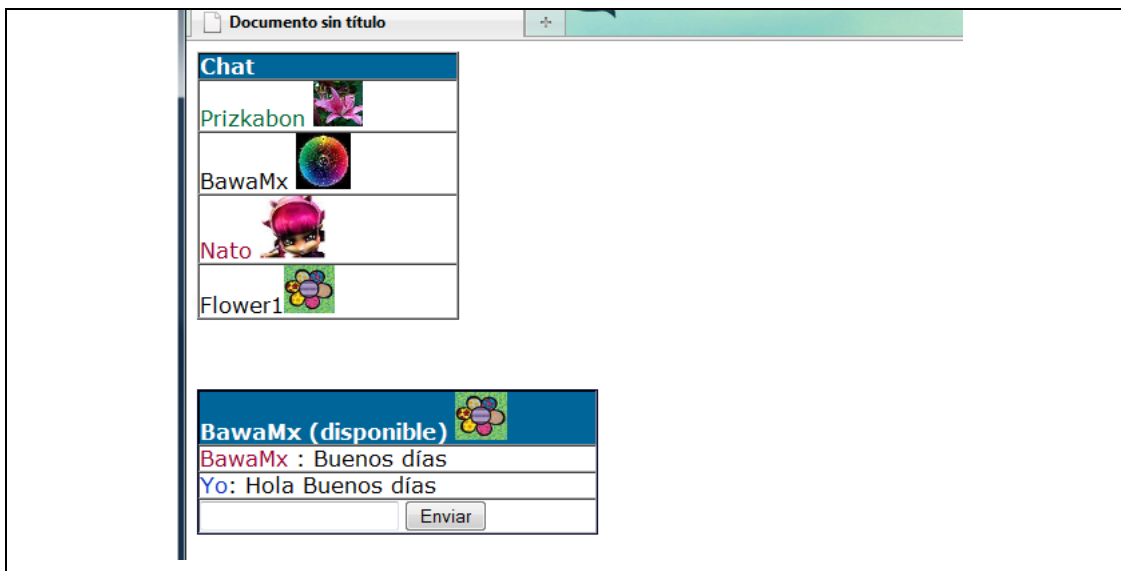 Documento sin título
Chat
Prizkabon
BawaMx
Nato
Flower1
BawaMx (disponible)
BawaMx : Buenos días
Yo: Hola Buenos días
Enviar